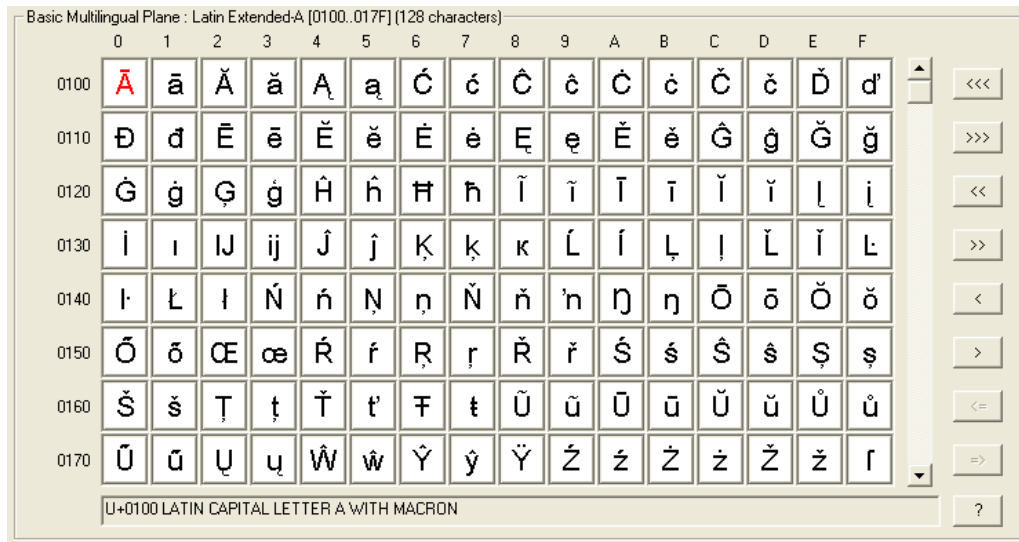 Basic Multilingual Plane : Latin Extended-A [0100..017F] (128 characters)
0 1 2 3 4 5 6 7 8 9 A B C D E F
0100 Ā ā Ă ă Ą ą Ć ć Ĉ ĉ Ċ ċ Č č Ď ď <<<
0110 Đ đ Ē ē Ĕ ĕ Ė ė Ę ę Ě ě Ĝ ĝ Ğ ğ >>>
0120 Ġ ġ Ģ ģ Ĥ ĥ Ħ ħ Ĩ ĩ Ī ī Ĭ ĭ Į į <<
0130 İ ı IJ ij Ĵ ĵ Ķ ķ ĸ Ĺ ĺ Ļ ļ Ľ ľ Ŀ >>
0140 ŀ Ł ł Ń ń Ņ ņ Ň ň ŉ Ŋ ŋ Ō ō Ŏ ŏ <
0150 Ő ő Œ œ Ŕ ŕ Ŗ ŗ Ř ř Ś ś Ŝ ŝ Ş ş >
0160 Š š Ţ ţ Ť ť Ŧ ŧ Ũ ũ Ū ū Ŭ ŭ Ů ů <=
0170 Ű ű Ų ų Ŵ ŵ Ŷ ŷ Ÿ Ź ź Ż ż Ž ž ſ =>
U+0100 LATIN CAPITAL LETTER A WITH MACRON ?